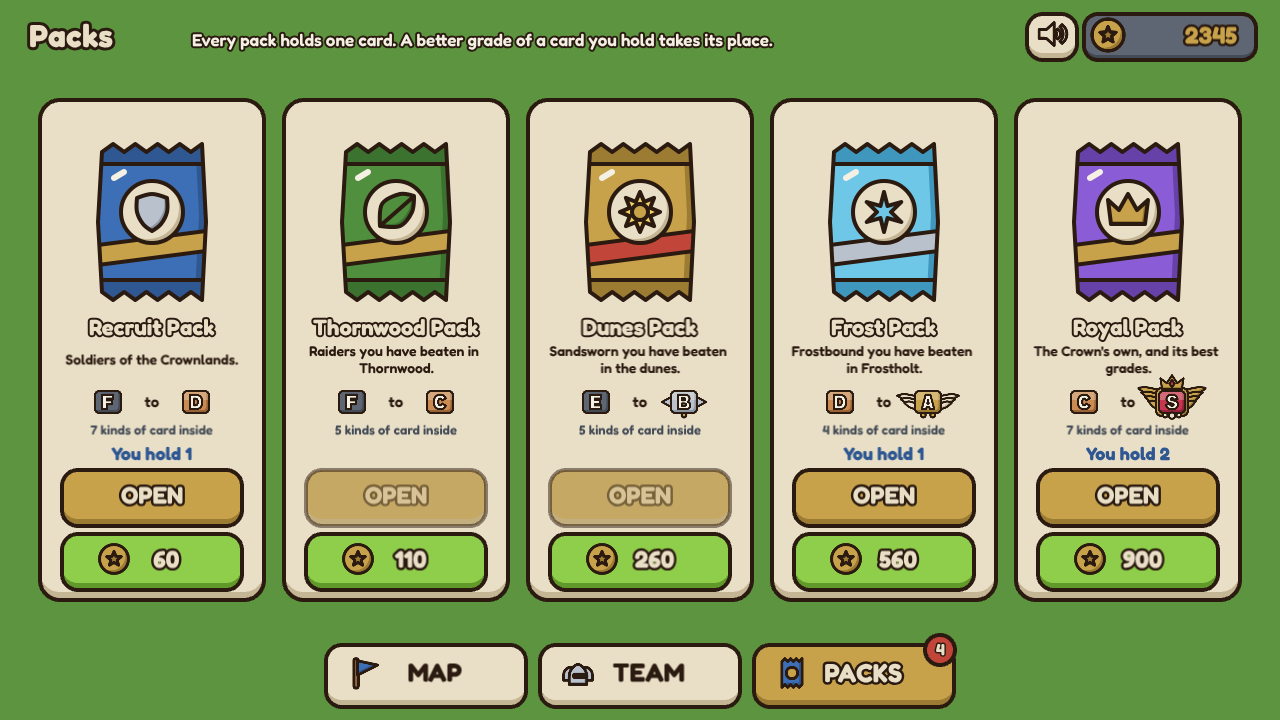 Packs
Every pack holds one card. A better grade of a card you hold takes its place.
2345
Recruit Pack
Soldiers of the Crownlands.
F to D
7 kinds of card inside
You hold 1
OPEN
60
Thornwood Pack
Raiders you have beaten in
Thornwood.
F to C
5 kinds of card inside
OPEN
110
Dunes Pack
Sandsworn you have beaten
in the dunes.
E to B
5 kinds of card inside
OPEN
260
Frost Pack
Frostbound you have beaten
in Frostholt.
D to A
4 kinds of card inside
You hold 1
OPEN
560
Royal Pack
The Crown's own, and its best
grades.
C to S
7 kinds of card inside
You hold 2
OPEN
900
MAP
TEAM
PACKS
4